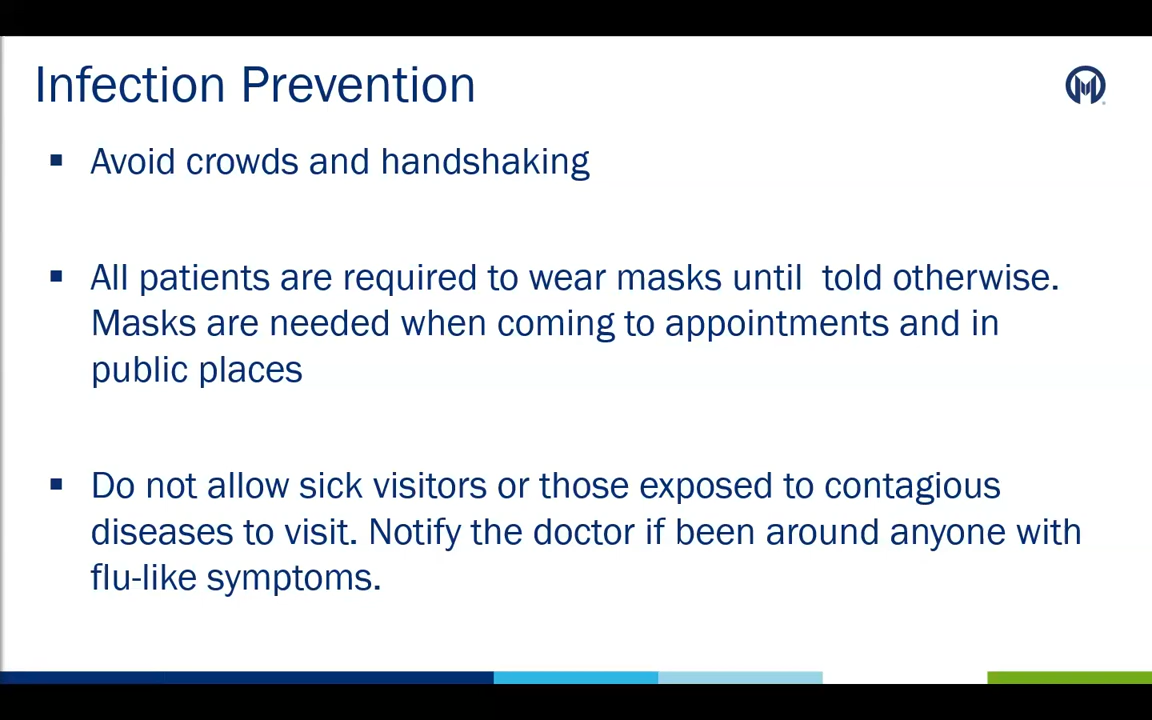 Infection Prevention
▪ Avoid crowds and handshaking
▪ All patients are required to wear masks until  told otherwise.
Masks are needed when coming to appointments and in
public places
▪ Do not allow sick visitors or those exposed to contagious
diseases to visit. Notify the doctor if been around anyone with
flu-like symptoms.